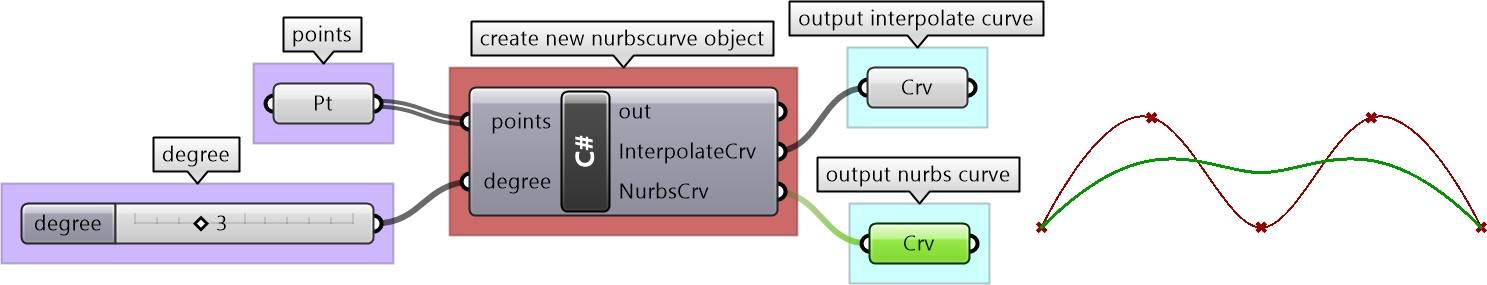 points
Pt
degree
degree 3
create new nurbscurve object
points
degree
C#
out
InterpolateCrv
NurbsCrv
output interpolate curve
Crv
output nurbs curve
Crv